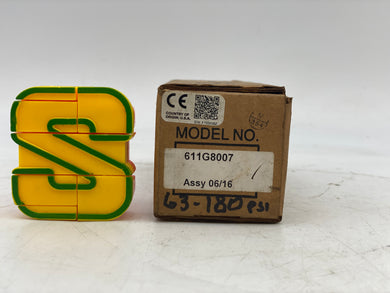 S
CE
COUNTRY OF
ORIGIN, U.S.A.
MODEL NO.
611G8007
Assy 06/16
63-180 PSI